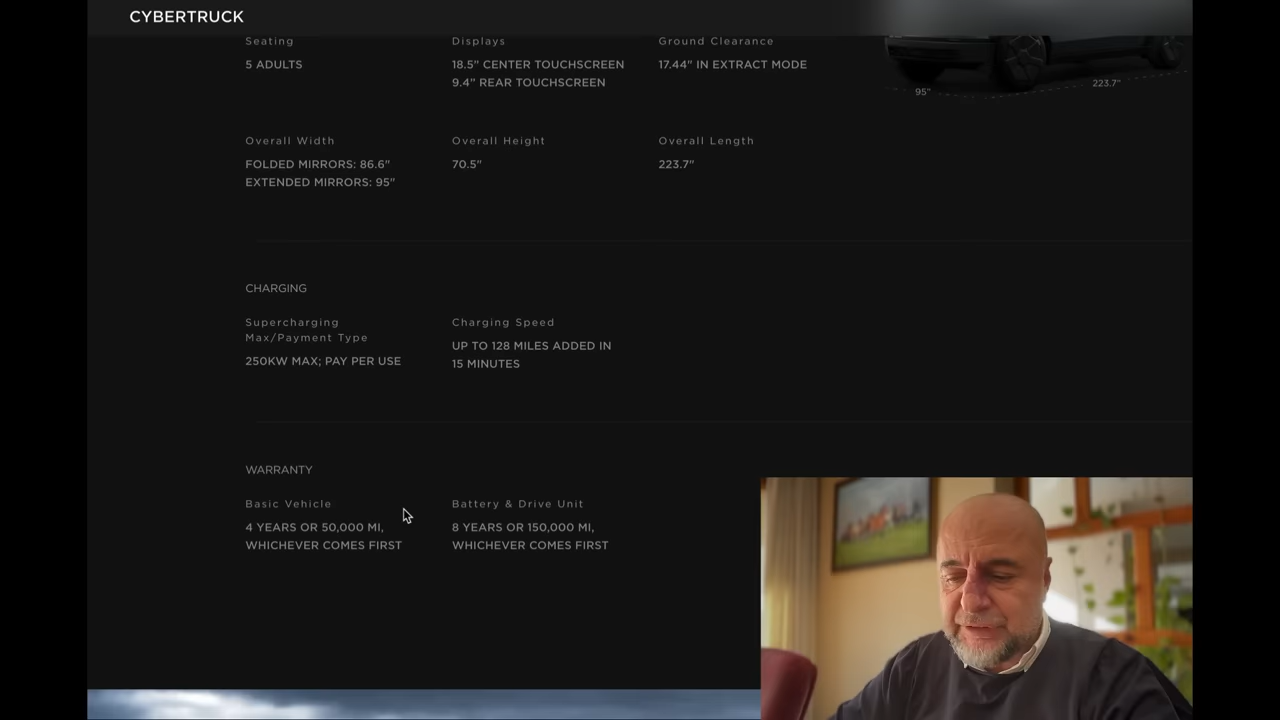 CYBERTRUCK
Seating
5 ADULTS
Displays
18.5" CENTER TOUCHSCREEN
9.4" REAR TOUCHSCREEN
Ground Clearance
17.44" IN EXTRACT MODE
95"
223.7"
Overall Width
FOLDED MIRRORS: 86.6"
EXTENDED MIRRORS: 95"
Overall Height
70.5"
Overall Length
223.7"
CHARGING
Supercharging
Max/Payment Type
250KW MAX; PAY PER USE
Charging Speed
UP TO 128 MILES ADDED IN
15 MINUTES
WARRANTY
Basic Vehicle
4 YEARS OR 50,000 MI,
WHICHEVER COMES FIRST
Battery & Drive Unit
8 YEARS OR 150,000 MI,
WHICHEVER COMES FIRST